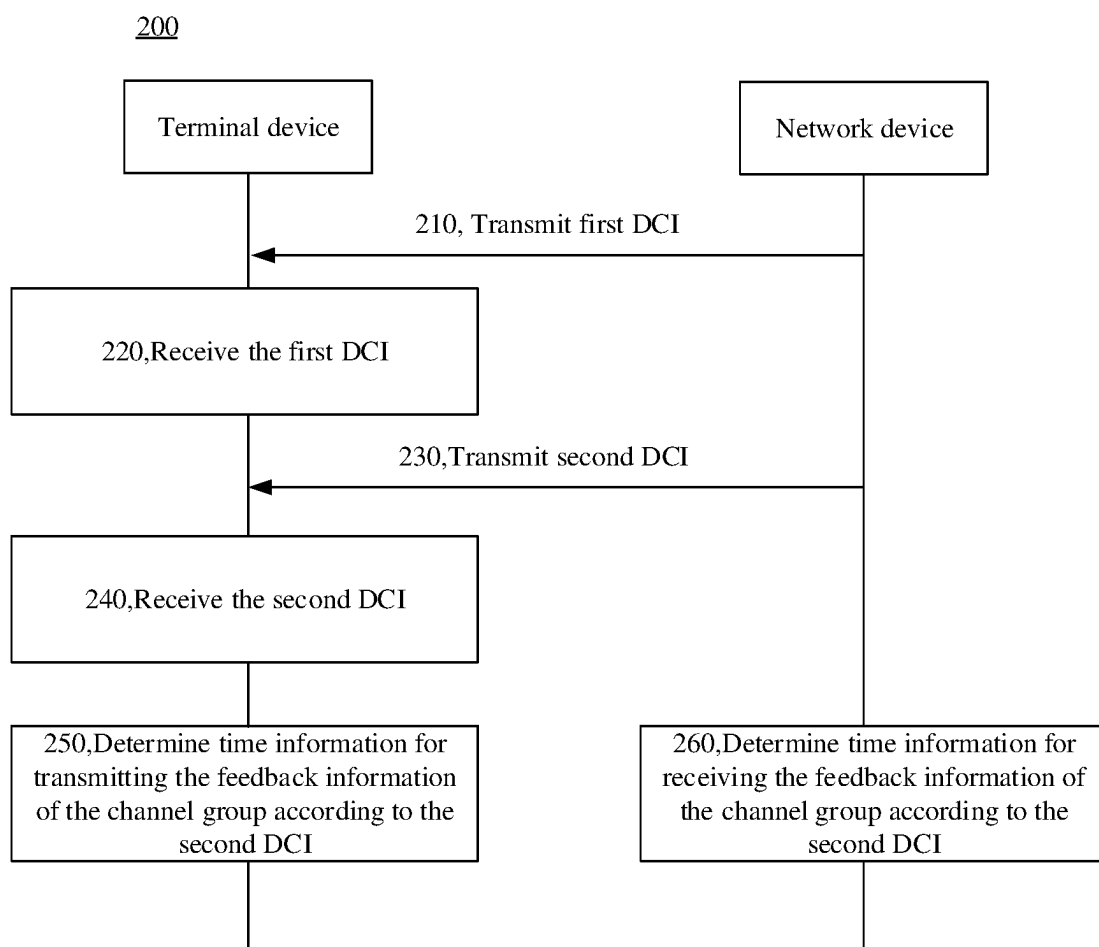 200
Terminal device
Network device
210, Transmit first DCI
220,Receive the first DCI
230,Transmit second DCI
240,Receive the second DCI
250,Determine time information for
transmitting the feedback information
of the channel group according to the
second DCI
260,Determine time information for
receiving the feedback information of
the channel group according to the
second DCI